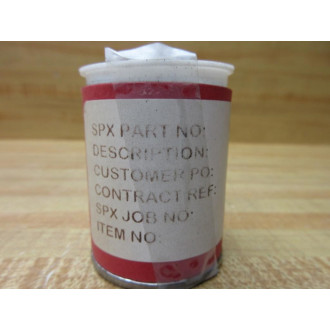 SPX PART NO:
DESCRIPTION:
CUSTOMER PO:
CONTRACT REF:
SPX JOB NO:
ITEM NO: